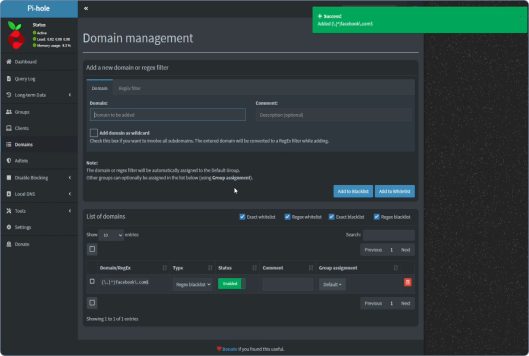 Pi-hole
«
Success!
Added (\.|^)facebook\.com$
Status
Active
Load: 0.02 0.08 0.08
Memory usage: 8.3 %
Domain management
Dashboard
Query Log
Long-term Data
Groups
Clients
Domains
Adlists
Disable Blocking
Local DNS
Tools
Settings
Donate
Add a new domain or regex filter
Domain
Regex filter
Domain:
Comment:
Domain to be added
Description (optional)
Add domain as wildcard
Check this box if you want to involve all subdomains. The entered domain will be converted to a RegEx filter while adding.
Note:
The domain or regex filter will be automatically assigned to the Default Group.
Other groups can optionally be assigned in the list below (using Group assignment).
Add to Blacklist
Add to Whitelist
List of domains
Exact whitelist
Regex whitelist
Exact blacklist
Regex blacklist
Show 10 entries
Search:
Previous 1 Next
Domain/RegEx
Type
Status
Comment
Group assignment
(\.|^)facebook\.com$
Regex blacklist
Enabled
Default
Previous 1 Next
Showing 1 to 1 of 1 entries
Donate if you found this useful.